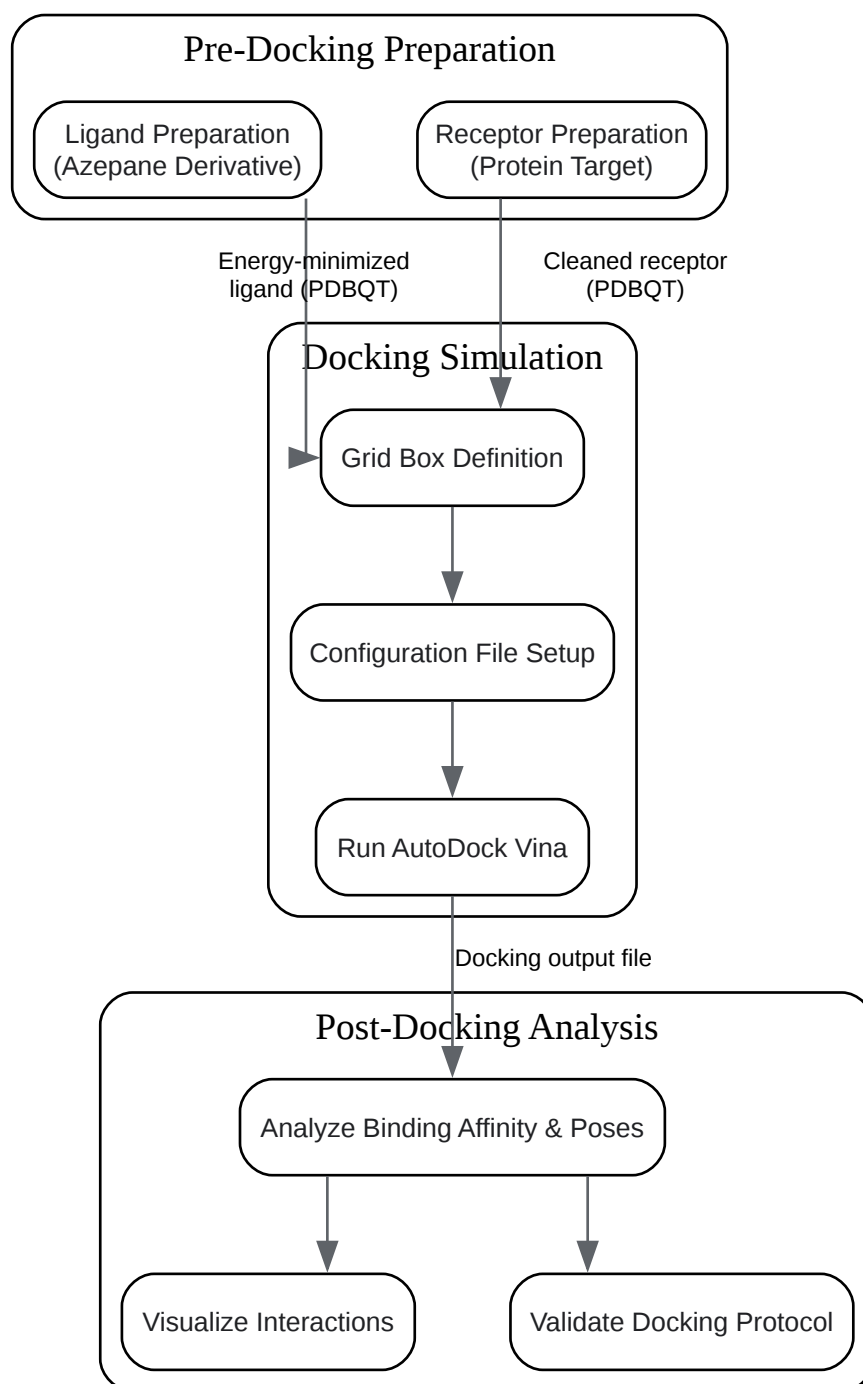 Pre-Docking Preparation
Ligand Preparation
(Azepane Derivative)
Receptor Preparation
(Protein Target)
Energy-minimized
ligand (PDBQT)
Cleaned receptor
(PDBQT)
Docking Simulation
Grid Box Definition
Configuration File Setup
Run AutoDock Vina
Docking output file
Post-Docking Analysis
Analyze Binding Affinity & Poses
Visualize Interactions
Validate Docking Protocol